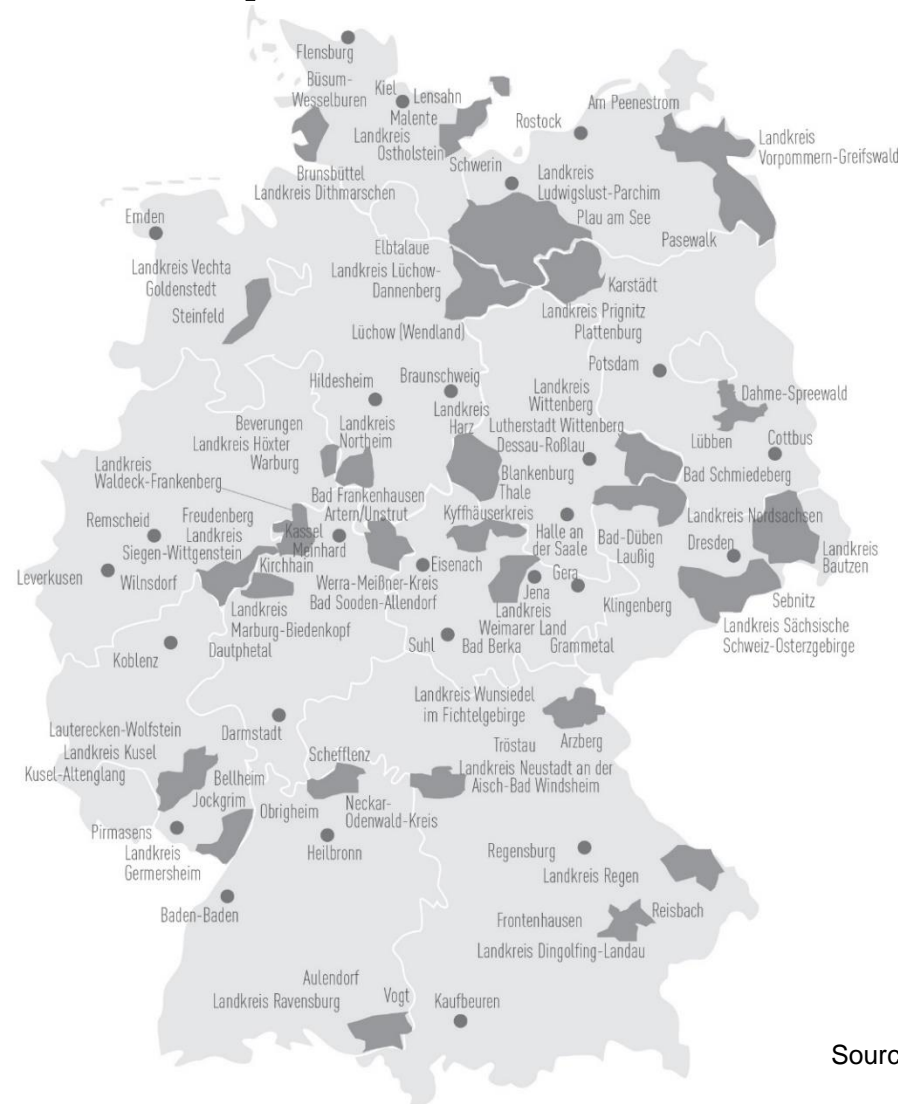 Flensburg
Büsum-
Wesselburen
Kiel
Lensahn
Malente
Landkreis
Ostholstein
Am Peenestrom
Rostock
Landkreis
Vorpommern-Greifswald
Brunsbüttel
Landkreis Dithmarschen
Schwerin
Landkreis
Ludwigslust-Parchim
Plau am See
Pasewalk
Emden
Elbtalaue
Landkreis Lüchow-
Dannenberg
Lüchow (Wendland)
Landkreis Vechta
Goldenstedt
Steinfeld
Karstädt
Landkreis Prignitz
Plattenburg
Potsdam
Hildesheim
Braunschweig
Landkreis
Wittenberg
Lutherstadt Wittenberg
Dessau-Roßlau
Dahme-Spreewald
Lübben
Cottbus
Beverungen
Landkreis Höxter
Warburg
Landkreis
Northeim
Landkreis
Harz
Blankenburg
Thale
Bad Schmiedeberg
Landkreis
Waldeck-Frankenberg
Bad Frankenhausen
Artern/Unstrut
Kyffhäuserkreis
Landkreis Nordsachsen
Remscheid
Freudenberg
Landkreis
Siegen-Wittgenstein
Wilnsdorf
Kassel
Meinhard
Kirchhain
Halle an
der Saale
Bad-Düben
Laußig
Dresden
Landkreis
Bautzen
Leverkusen
Werra-Meißner-Kreis
Bad Sooden-Allendorf
Eisenach
Gera
Jena
Landkreis
Weimarer Land
Bad Berka
Grammetal
Klingenberg
Sebnitz
Landkreis Sächsische
Schweiz-Osterzgebirge
Landkreis
Marburg-Biedenkopf
Dautphetal
Suhl
Koblenz
Landkreis Wunsiedel
im Fichtelgebirge
Tröstau
Arzberg
Darmstadt
Lauterecken-Wolfstein
Landkreis Kusel
Kusel-Altenglang
Schefflenz
Landkreis Neustadt an der
Aisch-Bad Windsheim
Bellheim
Jockgrim
Obrigheim
Neckar-
Odenwald-Kreis
Pirmasens
Landkreis
Germersheim
Heilbronn
Regensburg
Landkreis Regen
Baden-Baden
Frontenhausen
Reisbach
Landkreis Dingolfing-Landau
Aulendorf
Landkreis Ravensburg
Vogt
Kaufbeuren